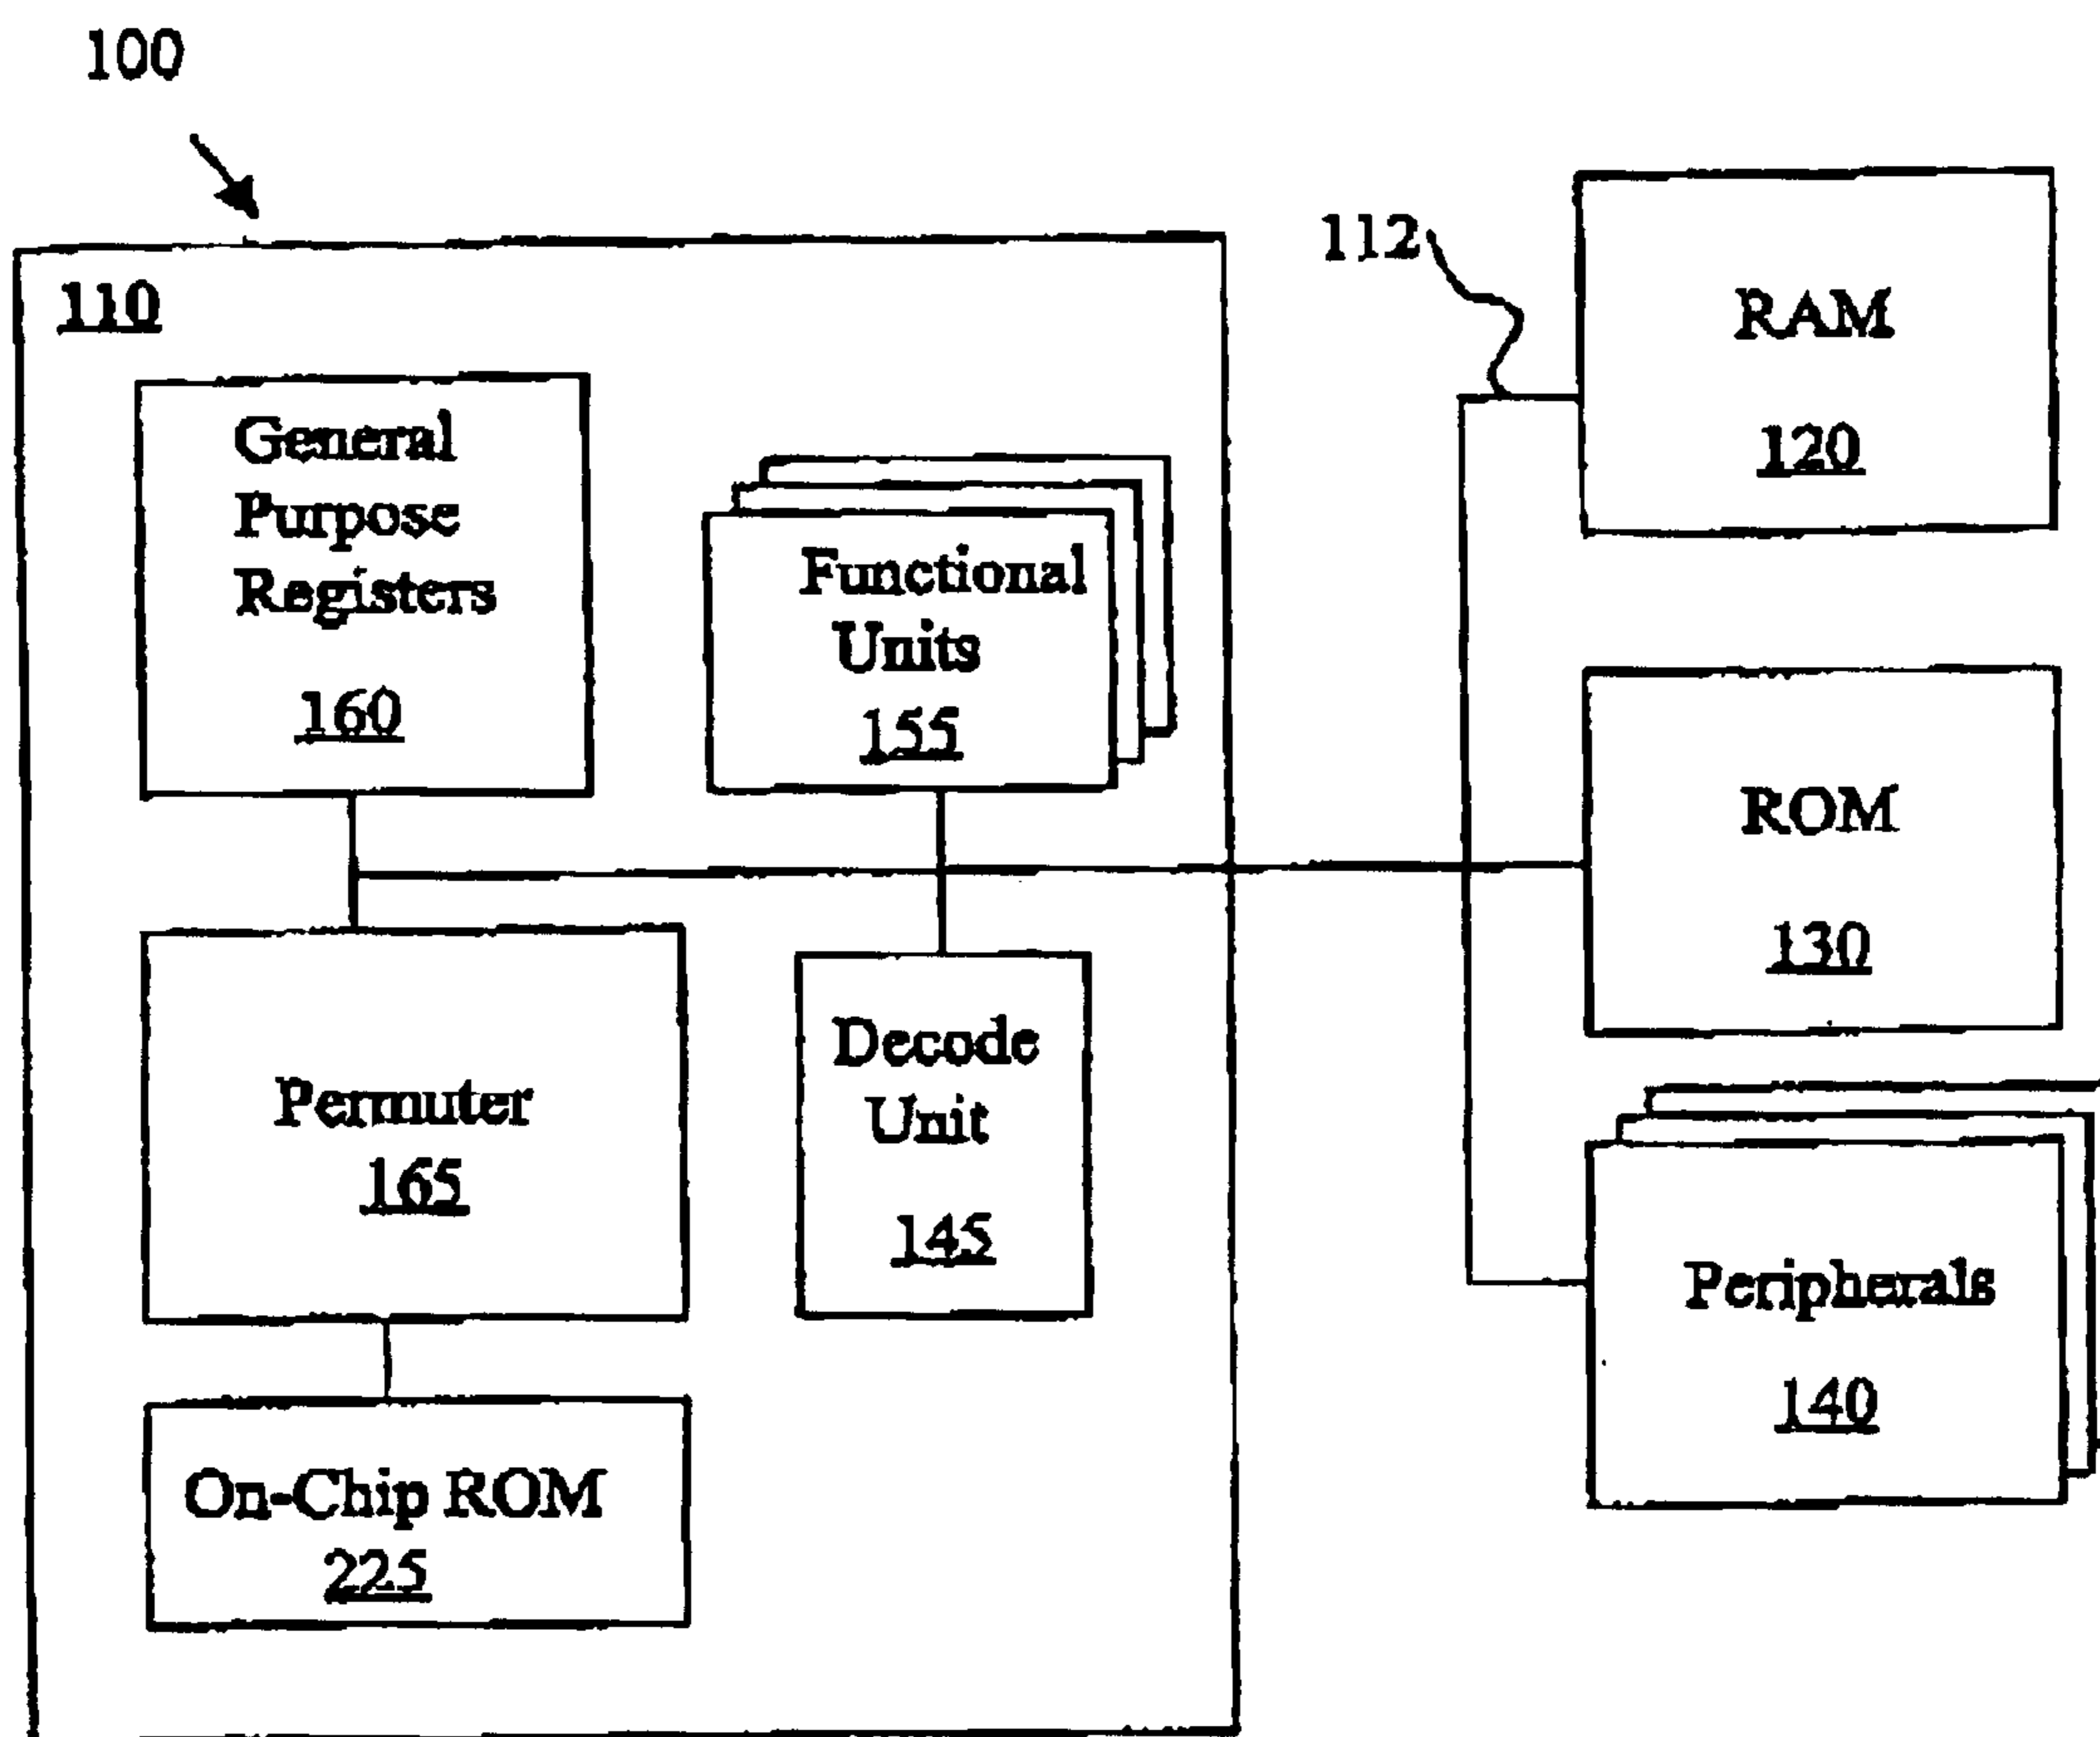 100
110
General
Purpose
Registers
160
Functional
Units
155
Permuter
165
Decode
Unit
145
On-Chip ROM
225
112
RAM
120
ROM
130
Peripherals
140